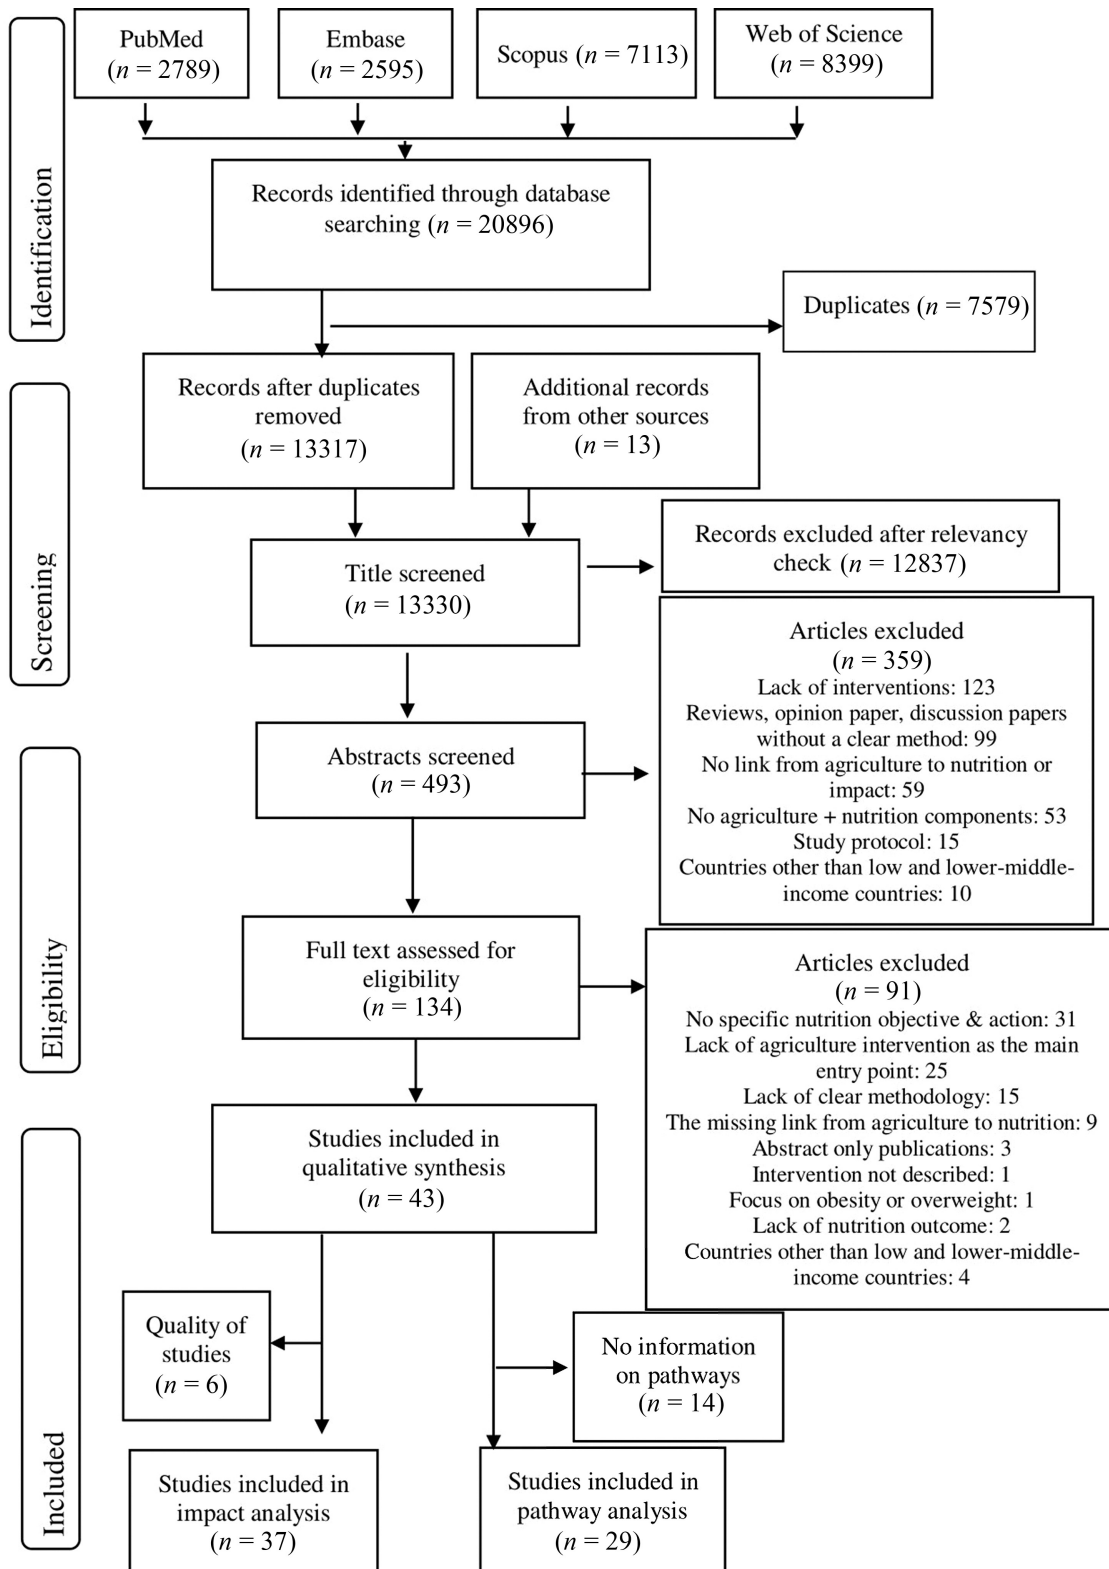 PubMed
(n = 2789)
Embase
(n = 2595)
Scopus (n = 7113)
Web of Science
(n = 8399)
Identification
Records identified through database
searching (n = 20896)
Duplicates (n = 7579)
Records after duplicates
removed
(n = 13317)
Additional records
from other sources
(n = 13)
Screening
Title screened
(n = 13330)
Records excluded after relevancy
check (n = 12837)
Abstracts screened
(n = 493)
Articles excluded
(n = 359)
Lack of interventions: 123
Reviews, opinion paper, discussion papers
without a clear method: 99
No link from agriculture to nutrition or
impact: 59
No agriculture + nutrition components: 53
Study protocol: 15
Countries other than low and lower-middle-
income countries: 10
Eligibility
Full text assessed for
eligibility
(n = 134)
Articles excluded
(n = 91)
No specific nutrition objective & action: 31
Lack of agriculture intervention as the main
entry point: 25
Lack of clear methodology: 15
The missing link from agriculture to nutrition: 9
Abstract only publications: 3
Intervention not described: 1
Focus on obesity or overweight: 1
Lack of nutrition outcome: 2
Countries other than low and lower-middle-
income countries: 4
Included
Studies included in
qualitative synthesis
(n = 43)
Quality of
studies
(n = 6)
No information
on pathways
(n = 14)
Studies included in
impact analysis
(n = 37)
Studies included in
pathway analysis
(n = 29)